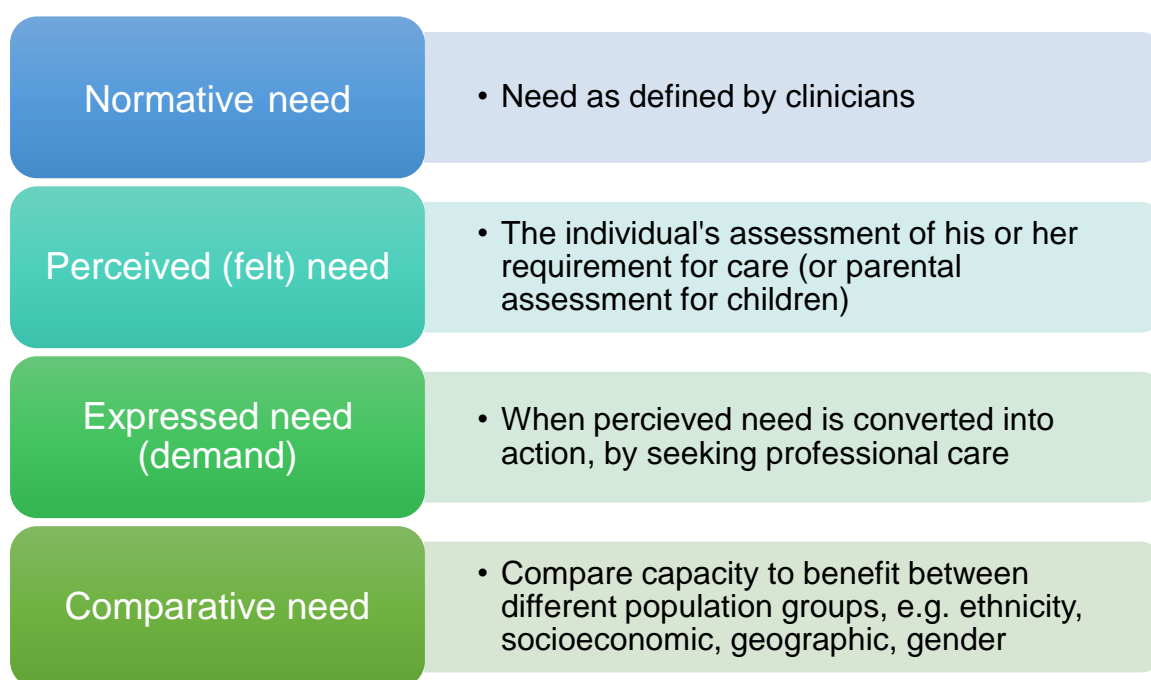 Normative need
• Need as defined by clinicians
Perceived (felt) need
• The individual's assessment of his or her
requirement for care (or parental
assessment for children)
Expressed need
(demand)
• When percieved need is converted into
action, by seeking professional care
Comparative need
• Compare capacity to benefit between
different population groups, e.g. ethnicity,
socioeconomic, geographic, gender